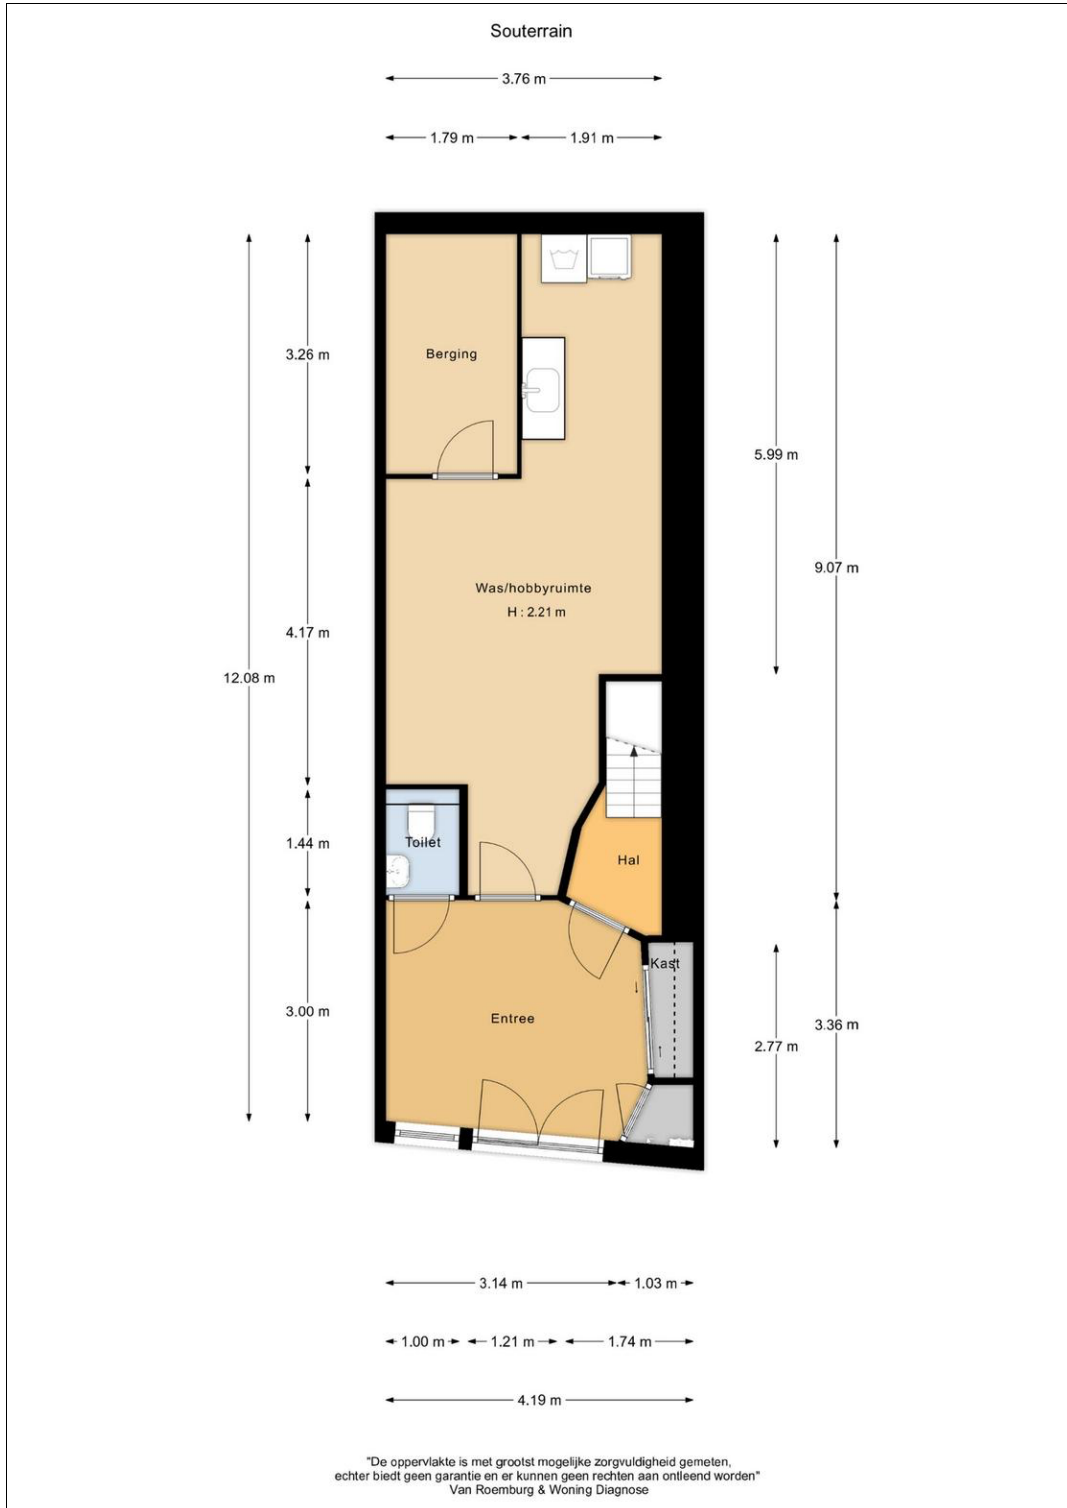 Souterrain
3.76 m
1.79 m
1.91 m
3.26 m
Berging
5.99 m
9.07 m
Was/hobbyruimte
H : 2.21 m
4.17 m
12.08 m
1.44 m
Toilet
Hal
Kast
3.00 m
Entree
3.36 m
2.77 m
3.14 m
1.03 m
1.00 m
1.21 m
1.74 m
4.19 m
"De oppervlakte is met grootst mogelijke zorgvuldigheid gemeten,
echter biedt geen garantie en er kunnen geen rechten aan ontleend worden"
Van Roemburg & Woning Diagnose